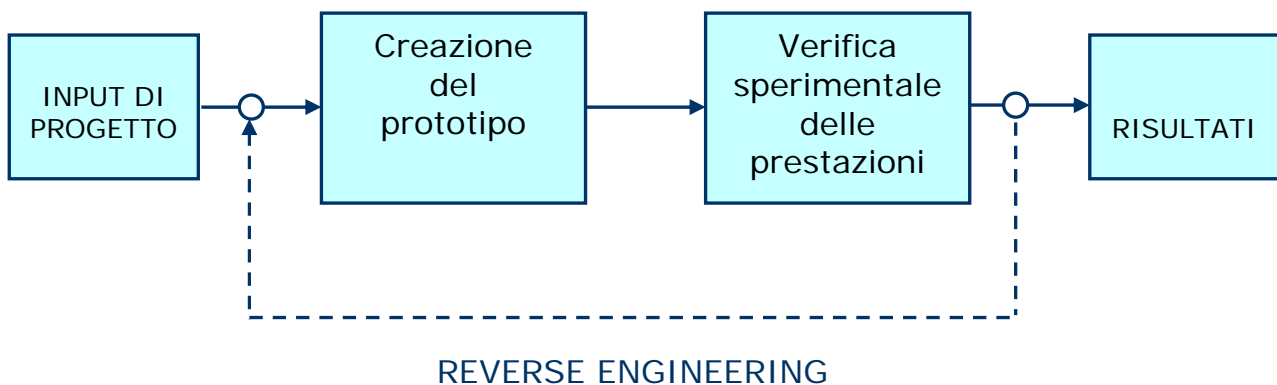 INPUT DI
PROGETTO
Creazione
del
prototipo
Verifica
sperimentale
delle
prestazioni
RISULTATI
REVERSE ENGINEERING